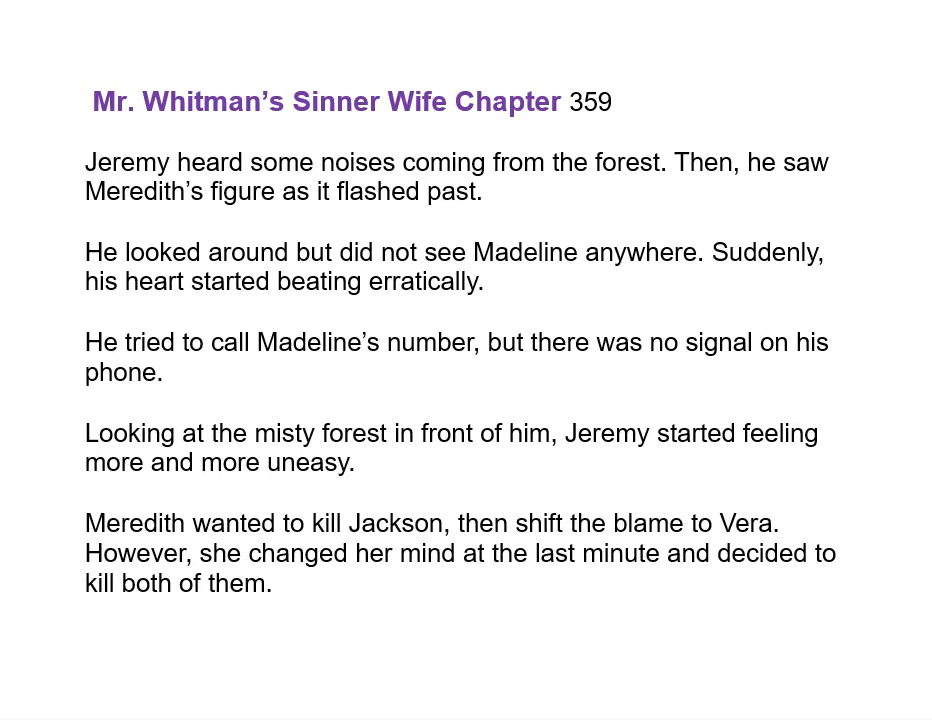 Mr. Whitman’s Sinner Wife Chapter 359
Jeremy heard some noises coming from the forest. Then, he saw
Meredith’s figure as it flashed past.
He looked around but did not see Madeline anywhere. Suddenly,
his heart started beating erratically.
He tried to call Madeline’s number, but there was no signal on his
phone.
Looking at the misty forest in front of him, Jeremy started feeling
more and more uneasy.
Meredith wanted to kill Jackson, then shift the blame to Vera.
However, she changed her mind at the last minute and decided to
kill both of them.